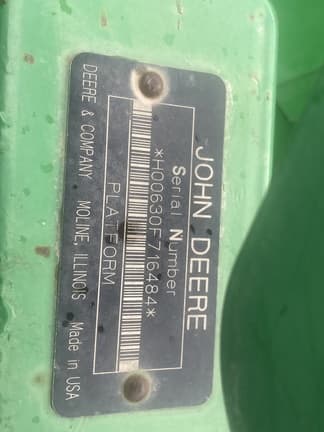 JOHN DEERE
Serial Number
*H00630F716484*
PLATFORM
DEERE & COMPANY MOLINE, ILLINOIS Made in USA